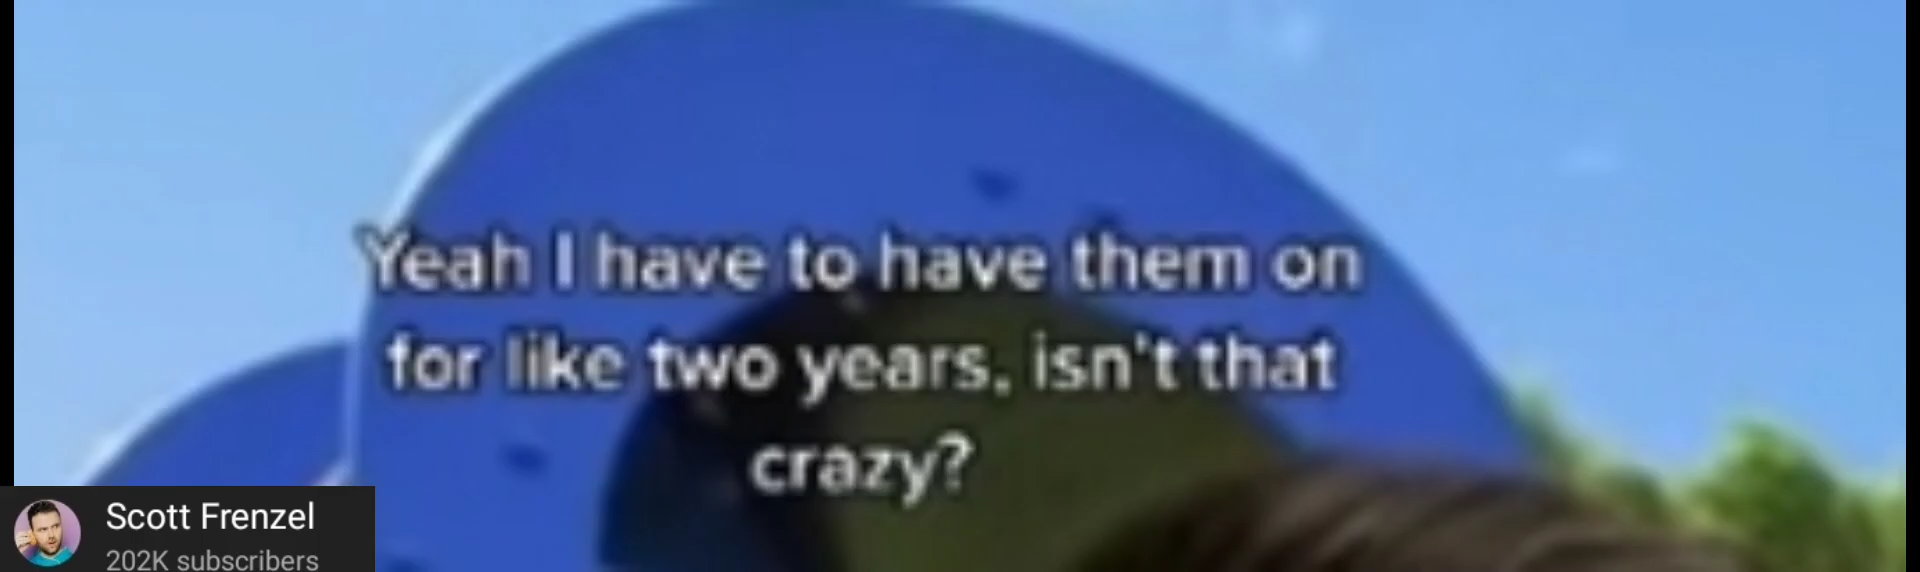 Yeah I have to have them on
for like two years, isn't that
crazy?
Scott Frenzel
202K subscribers